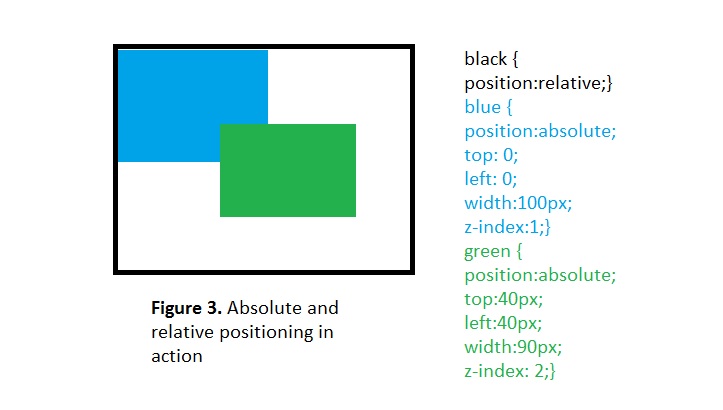 black {
position:relative;}
blue {
position:absolute;
top: 0;
left: 0;
width:100px;
z-index:1;}
green {
position:absolute;
top:40px;
left:40px;
width:90px;
z-index: 2;}
Figure 3. Absolute and
relative positioning in
action